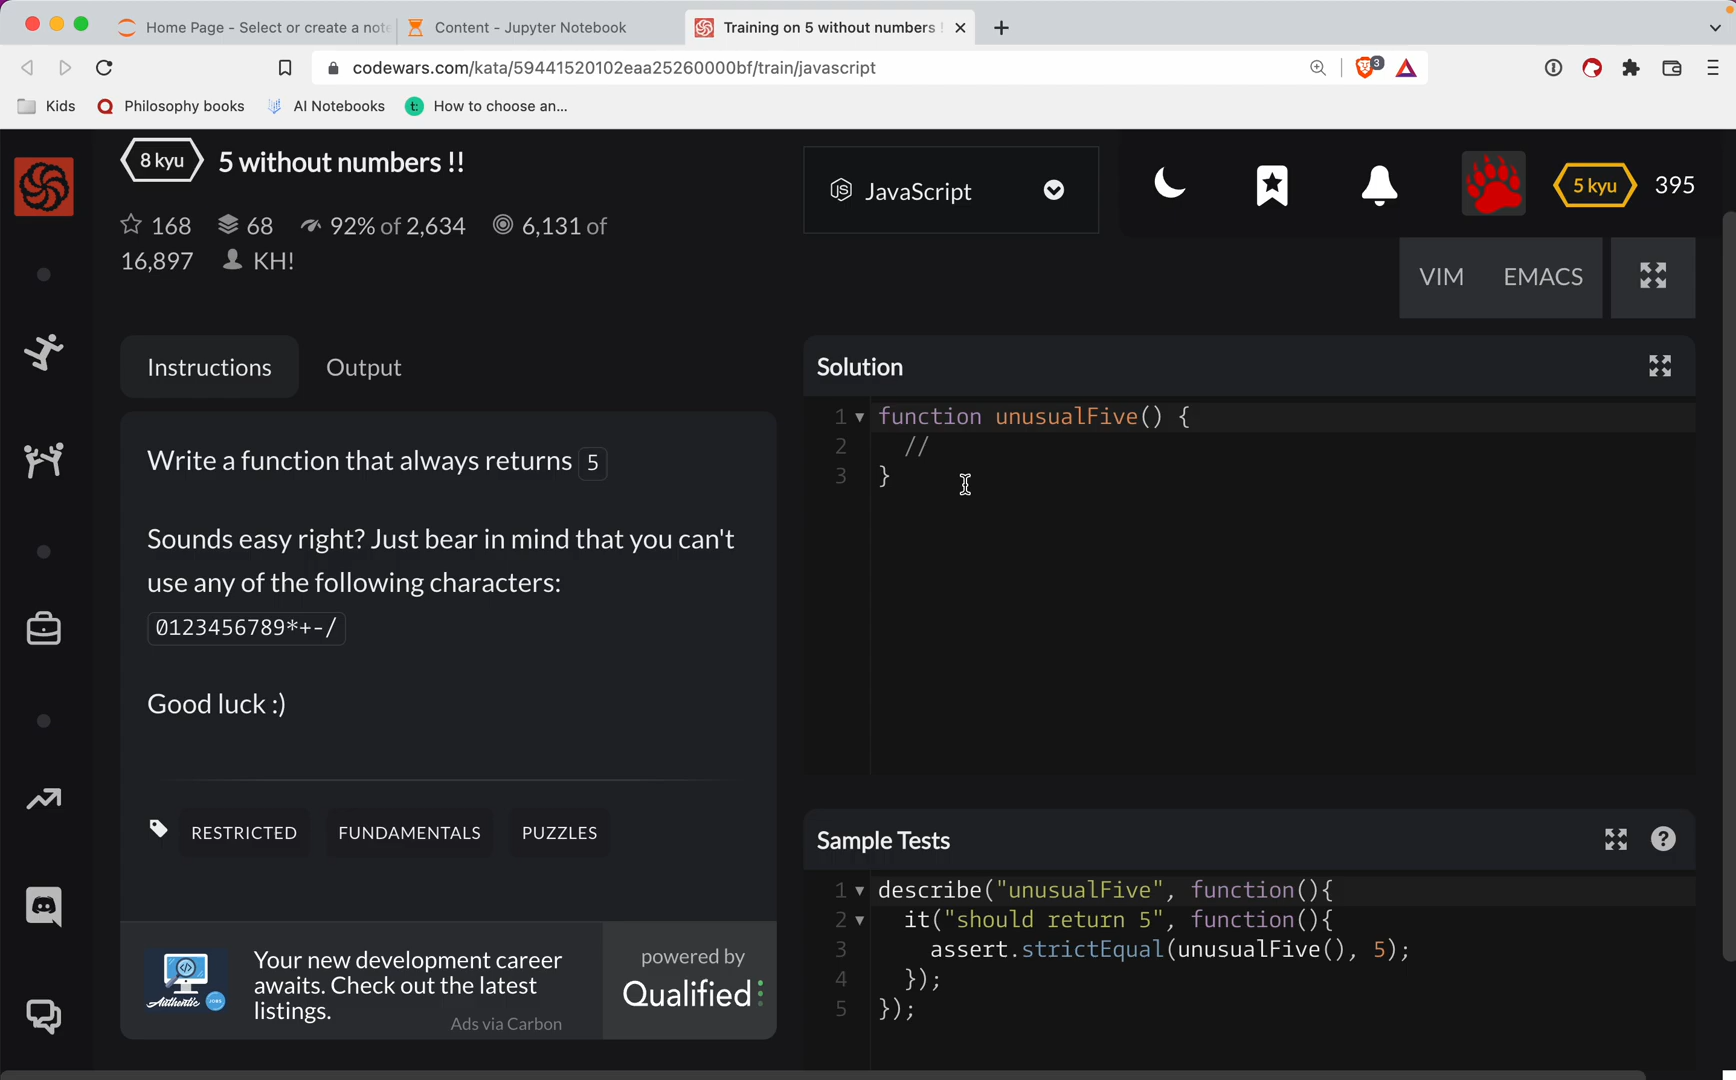 Home Page - Select or create a note
Content - Jupyter Notebook
Training on 5 without numbers !
codewars.com/kata/59441520102eaa25260000bf/train/javascript
3
Kids
Philosophy books
AI Notebooks
t: How to choose an...
8 kyu
5 without numbers !!
168
68
92% of 2,634
6,131 of
16,897
KH!
JS JavaScript
5 kyu
395
VIM
EMACS
Instructions
Output
Write a function that always returns 5
Sounds easy right? Just bear in mind that you can't
use any of the following characters:
0123456789*+-/
Good luck :)
RESTRICTED
FUNDAMENTALS
PUZZLES
Authentic Jobs
Your new development career
awaits. Check out the latest
listings.
Ads via Carbon
powered by
Qualified
Solution
1 function unusualFive() {
2 //
3 }
Sample Tests
?
1 describe("unusualFive", function(){
2 it("should return 5", function(){
3 assert.strictEqual(unusualFive(), 5);
4 });
5 });